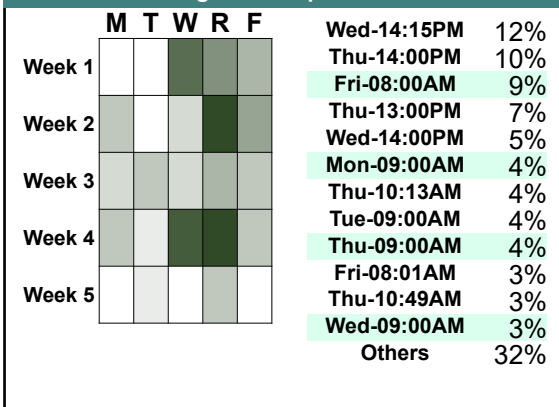 M T W R F
Week 1
Week 2
Week 3
Week 4
Week 5
Wed-14:15PM 12%
Thu-14:00PM 10%
Fri-08:00AM 9%
Thu-13:00PM 7%
Wed-14:00PM 5%
Mon-09:00AM 4%
Thu-10:13AM 4%
Tue-09:00AM 4%
Thu-09:00AM 4%
Fri-08:01AM 3%
Thu-10:49AM 3%
Wed-09:00AM 3%
Others 32%